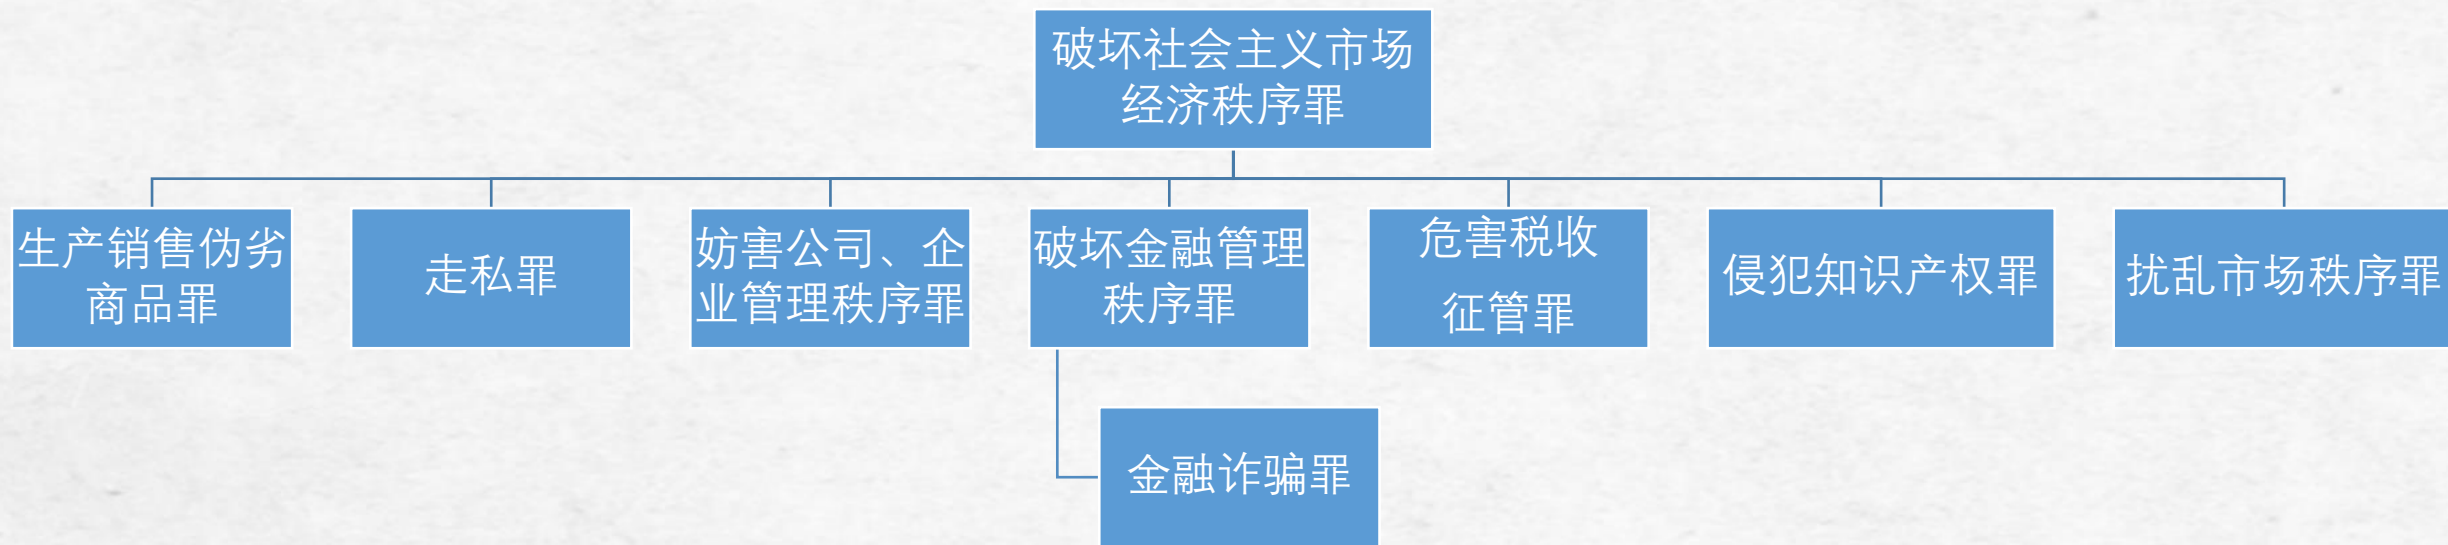 破坏社会主义市场
经济秩序罪
生产销售伪劣
商品罪
走私罪
妨害公司、企
业管理秩序罪
破坏金融管理
秩序罪
危害税收
征管罪
侵犯知识产权罪
扰乱市场秩序罪
金融诈骗罪